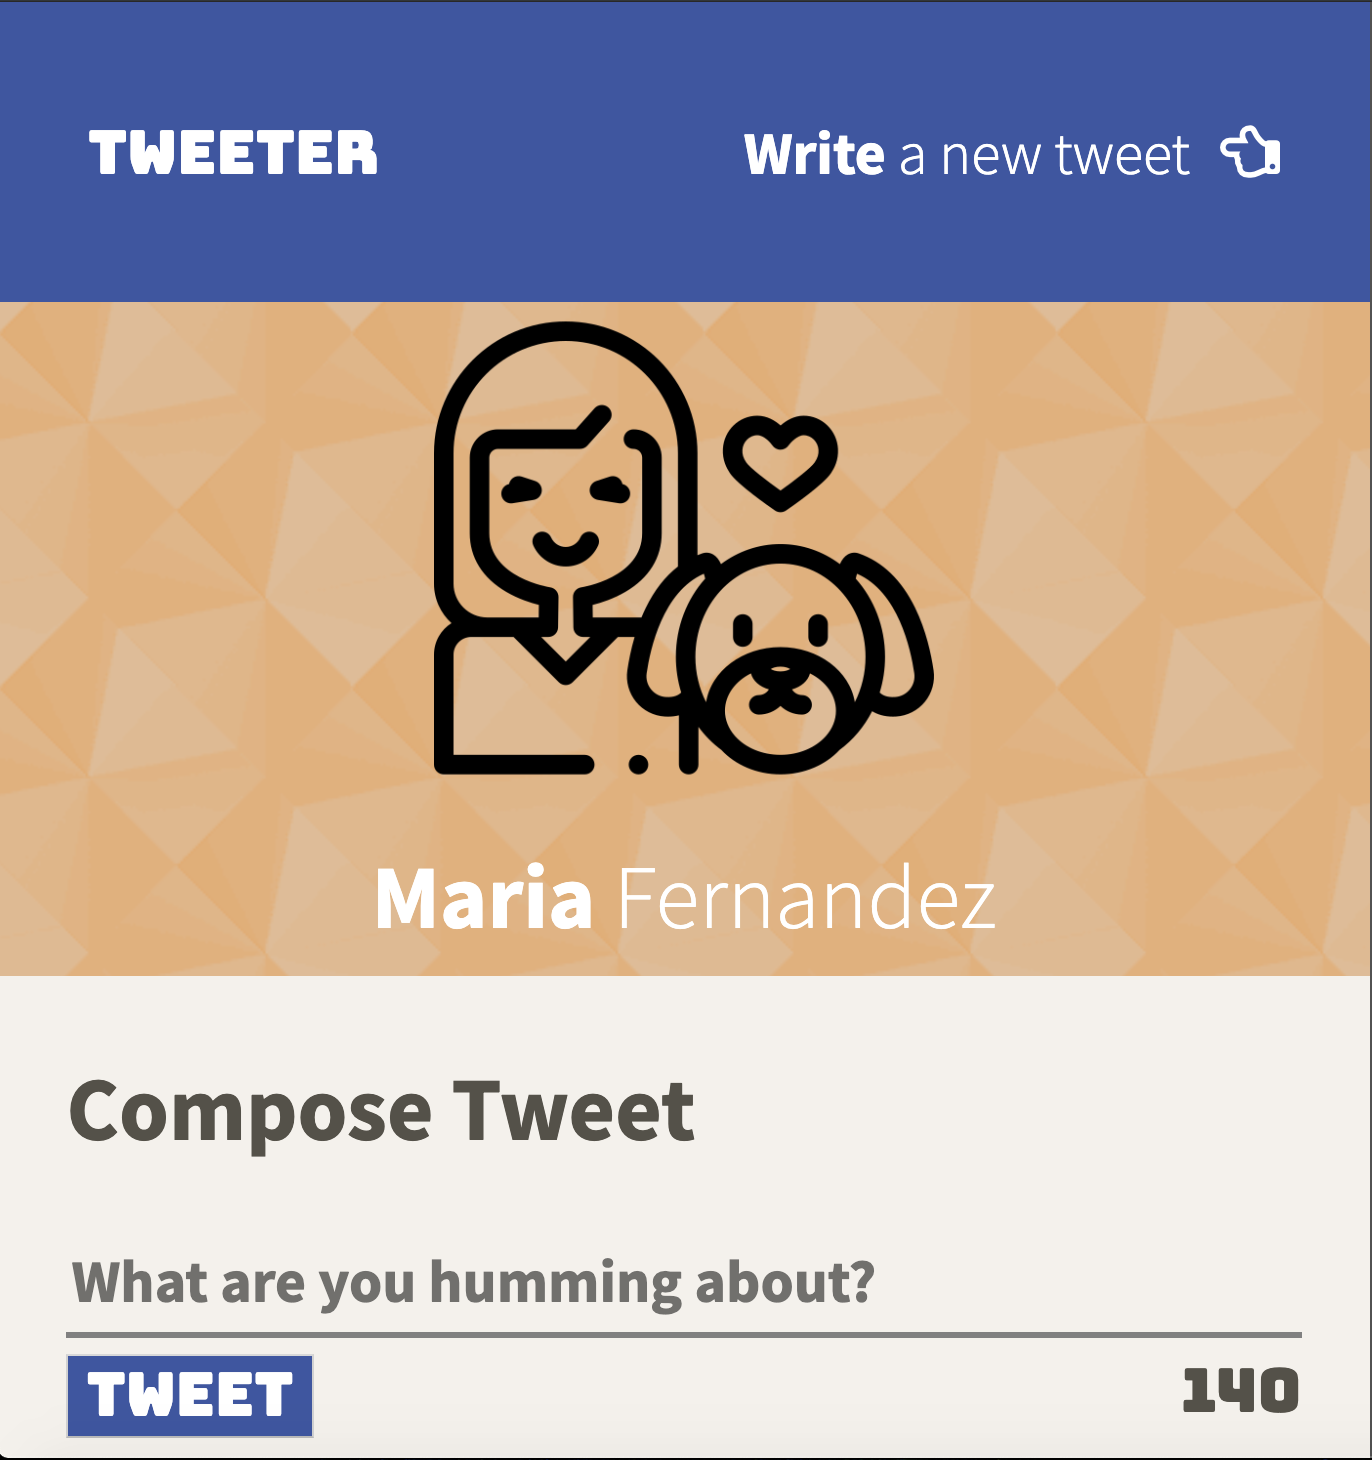 TWEETER
Write a new tweet
Maria Fernandez
Compose Tweet
What are you humming about?
TWEET
140